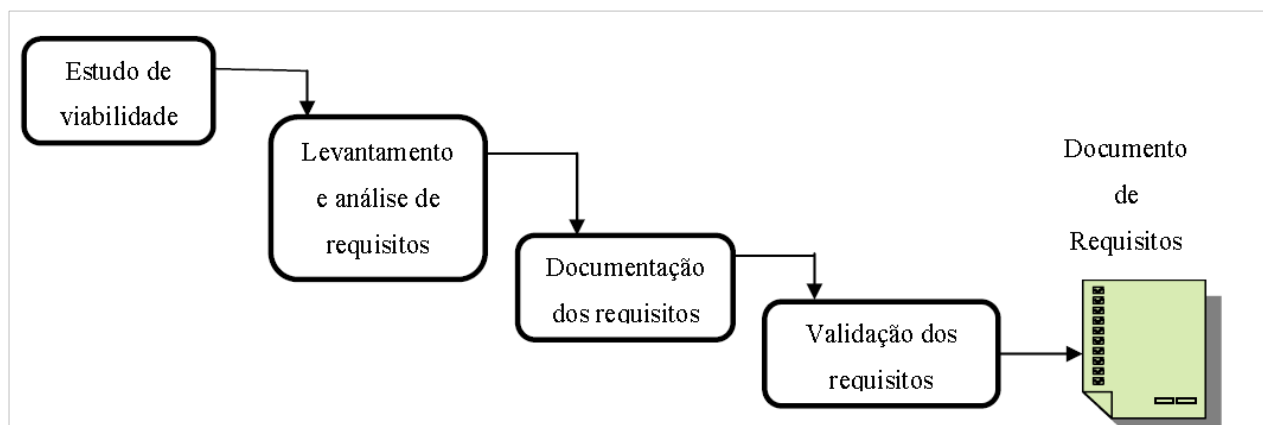 Estudo de
viabilidade
Levantamento
e análise de
requisitos
Documentação
dos requisitos
Validação dos
requisitos
Documento
de
Requisitos